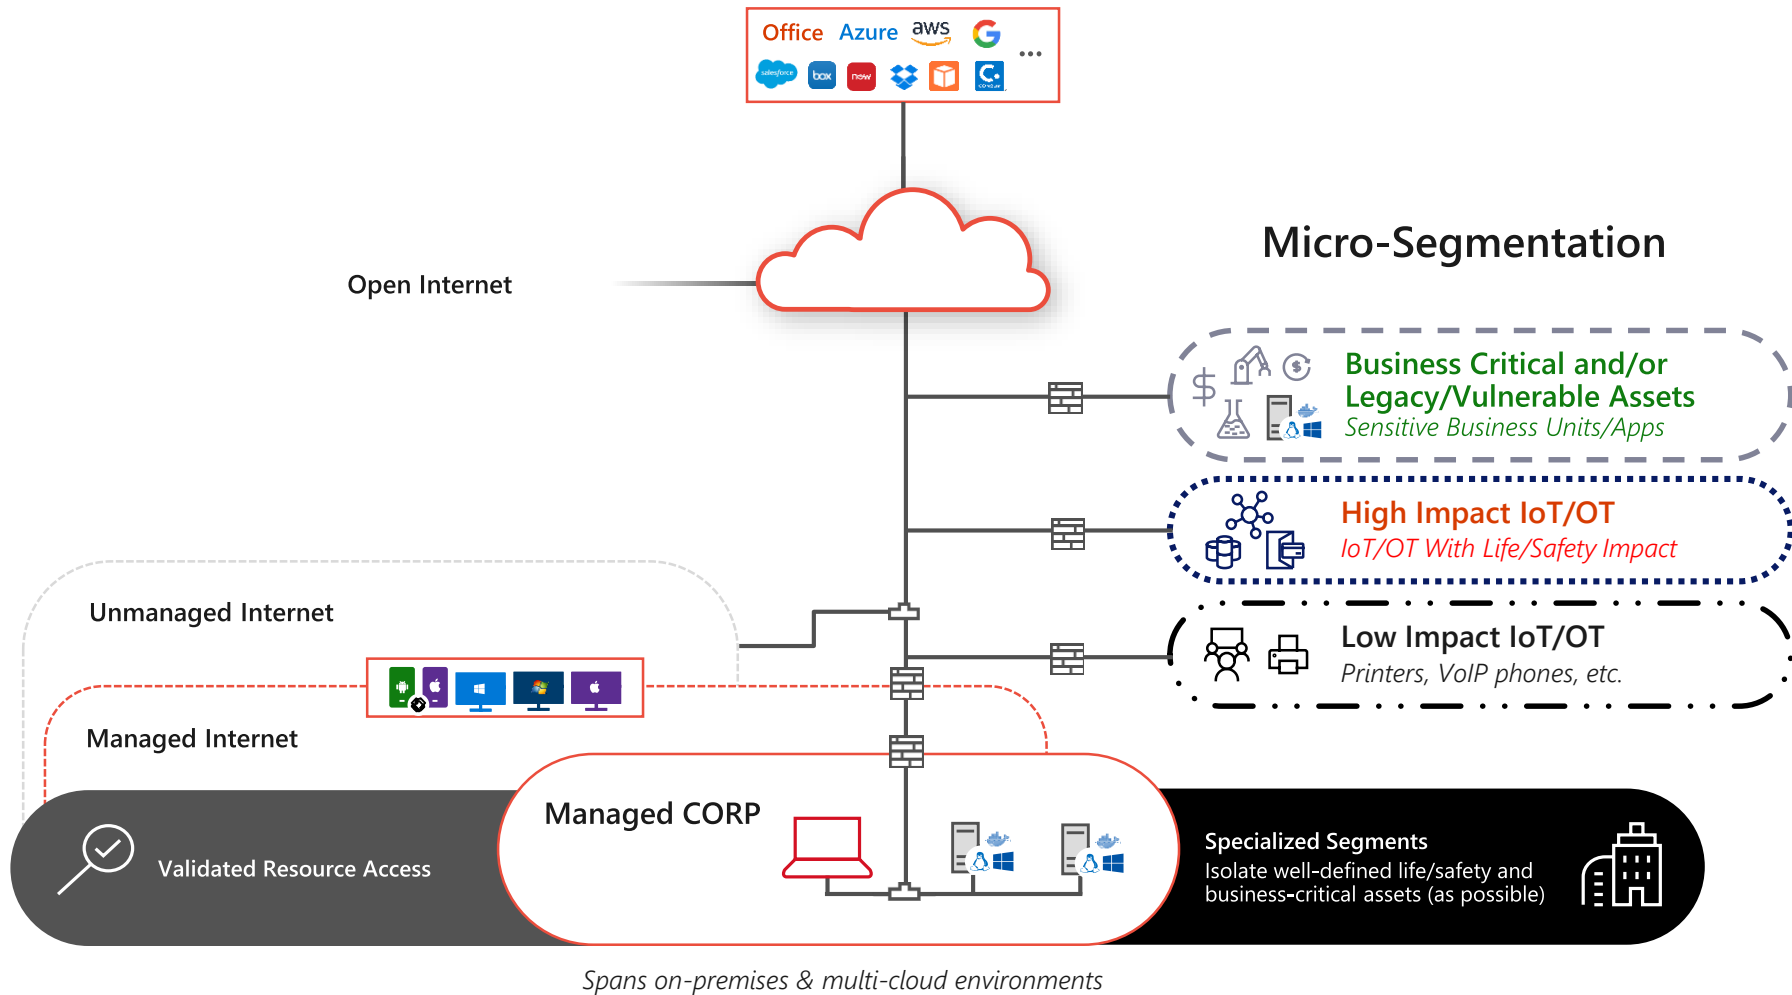 Office Azure aws
salesforce box now
Open Internet
Micro-Segmentation
Business Critical and/or
Legacy/Vulnerable Assets
Sensitive Business Units/Apps
High Impact IoT/OT
IoT/OT With Life/Safety Impact
Unmanaged Internet
Low Impact IoT/OT
Printers, VoIP phones, etc.
Managed Internet
Managed CORP
Validated Resource Access
Specialized Segments
Isolate well-defined life/safety and
business-critical assets (as possible)
Spans on-premises & multi-cloud environments